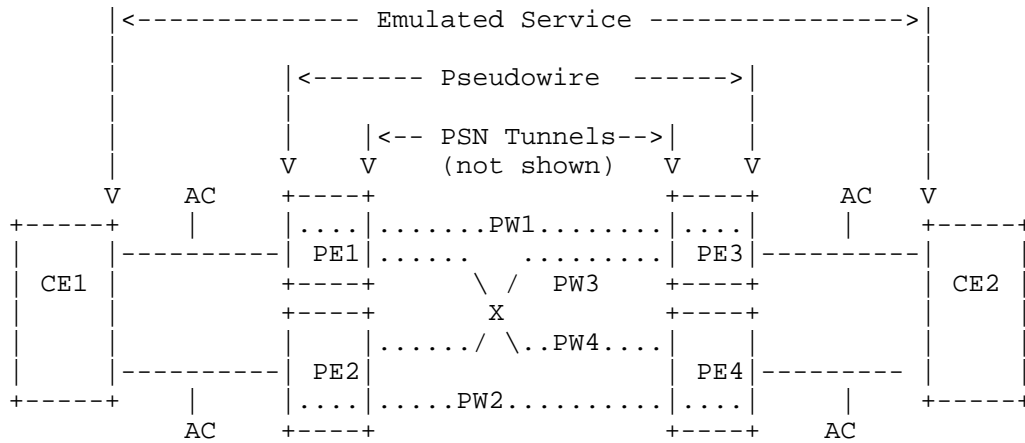 |<-------------- Emulated Service ---------------->|
|<------- Pseudowire ------>|
|<-- PSN Tunnels-->|
V V (not shown) V V
V AC +----+ +----+ AC V
+-----+ | |....|.......PW1........|....| | +-----+
| |----------| PE1|...... .........| PE3|----------| |
| CE1 | +----+ \ / PW3 +----+ | CE2 |
| | +----+ X +----+ | |
| | | |....../ \..PW4....| | | |
| |----------| PE2| | PE4|--------- | |
+-----+ | |....|.....PW2..........|....| | +-----+
AC +----+ +----+ AC